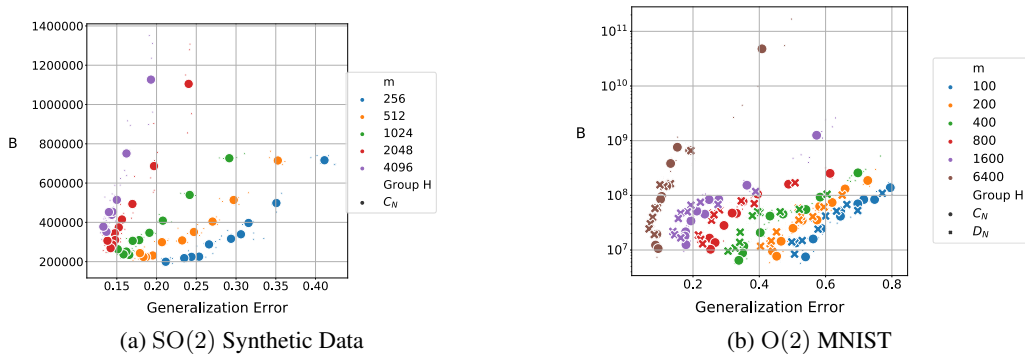 1400000
1200000
1000000
800000
600000
400000
200000
B
0.15 0.20 0.25 0.30 0.35 0.40
Generalization Error
m
256
512
1024
2048
4096
Group H
C_N
(a) SO(2) Synthetic Data
10^11
10^10
10^9
10^8
10^7
B
0.2 0.4 0.6 0.8
Generalization Error
m
100
200
400
800
1600
6400
Group H
C_N
D_N
(b) O(2) MNIST